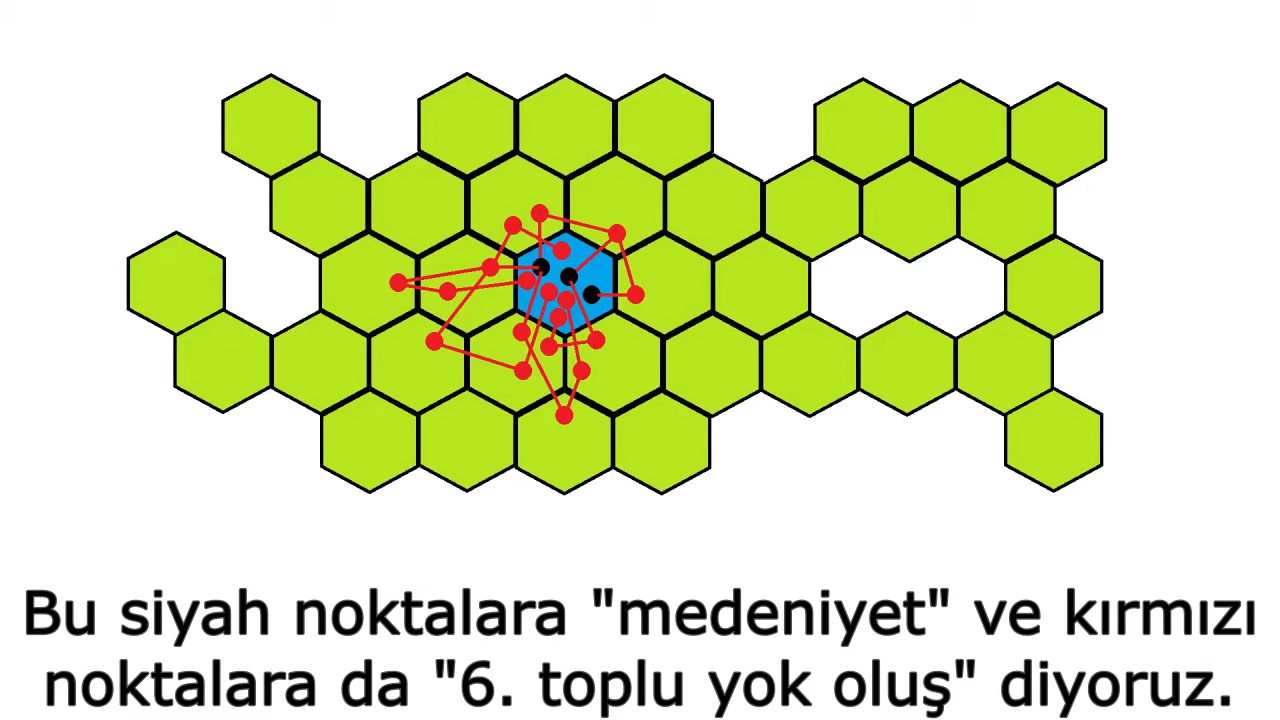 Bu siyah noktalara "medeniyet" ve kırmızı
noktalara da "6. toplu yok oluş" diyoruz.